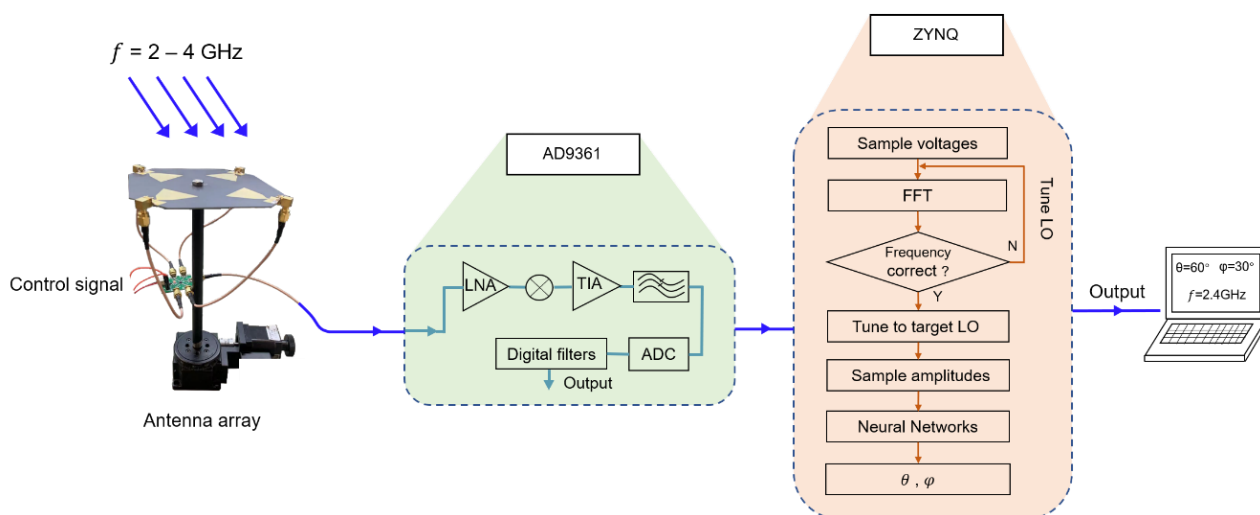 f = 2 – 4 GHz
Control signal
Antenna array
AD9361
LNA
TIA
Digital filters
ADC
Output
ZYNQ
Sample voltages
FFT
Tune LO
Frequency
correct ?
N
Y
Tune to target LO
Sample amplitudes
Neural Networks
θ , φ
Output
θ=60° φ=30°
f=2.4GHz